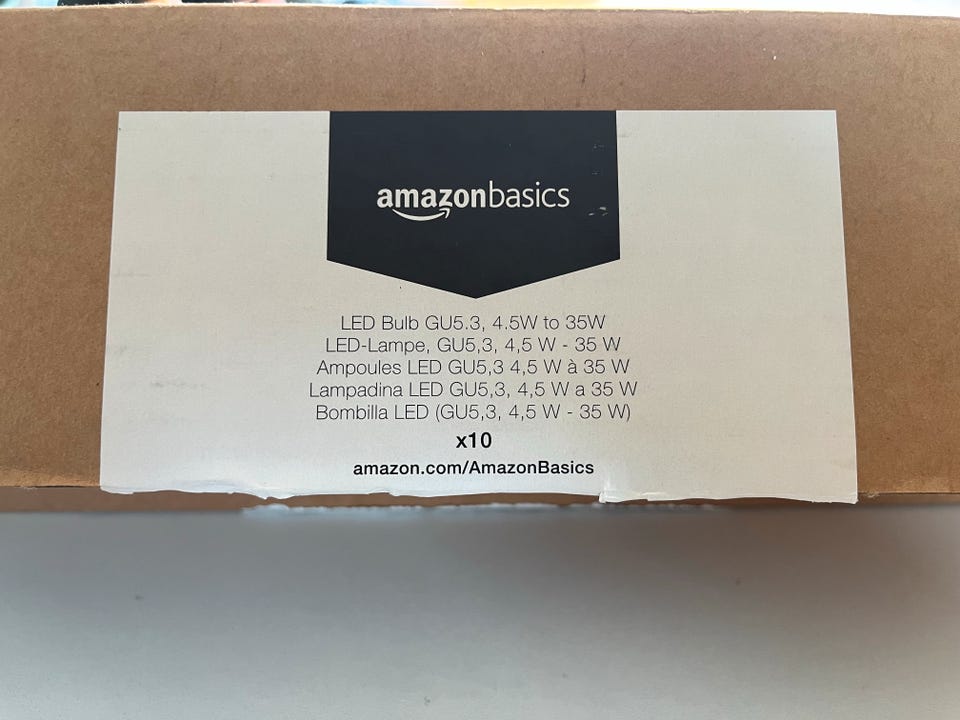 amazonbasics
LED Bulb GU5.3, 4.5W to 35W
LED-Lampe, GU5,3, 4,5 W - 35 W
Ampoules LED GU5,3 4,5 W à 35 W
Lampadina LED GU5,3, 4,5 W a 35 W
Bombilla LED (GU5,3, 4,5 W - 35 W)
x10
amazon.com/AmazonBasics